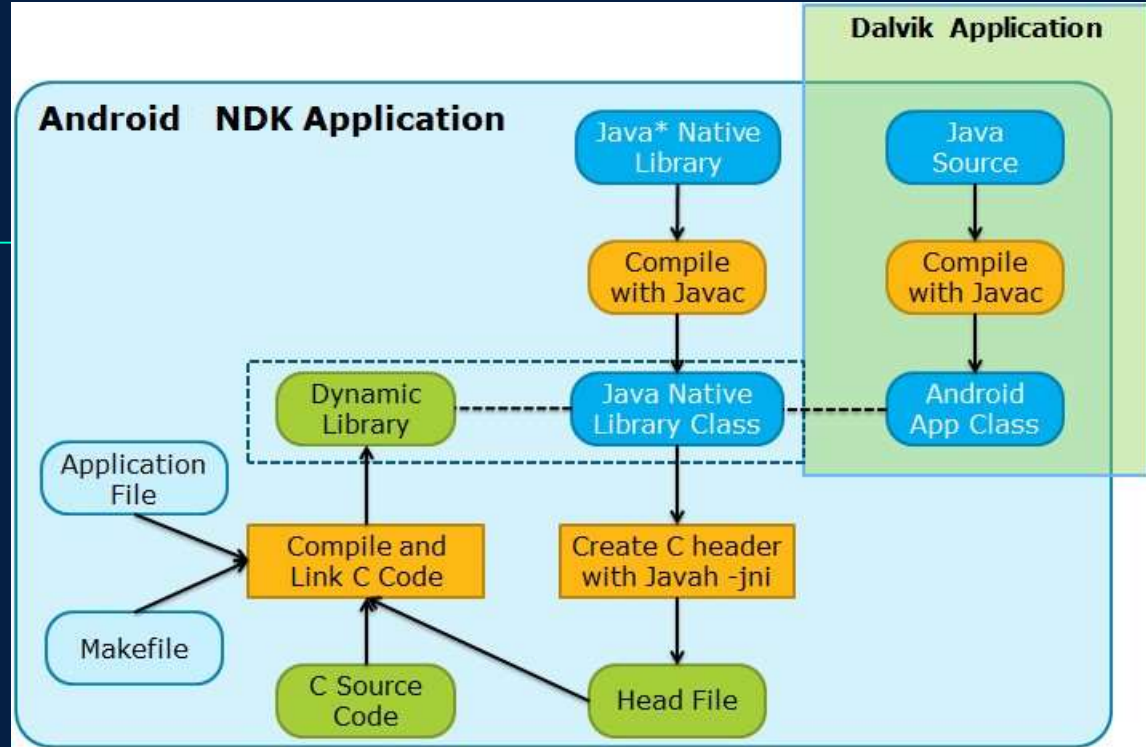 Dalvik Application
Android NDK Application
Java* Native
Library
Java
Source
Compile
with Javac
Compile
with Javac
Dynamic
Library
Java Native
Library Class
Android
App Class
Application
File
Compile and
Link C Code
Create C header
with Javah -jni
Makefile
C Source
Code
Head File